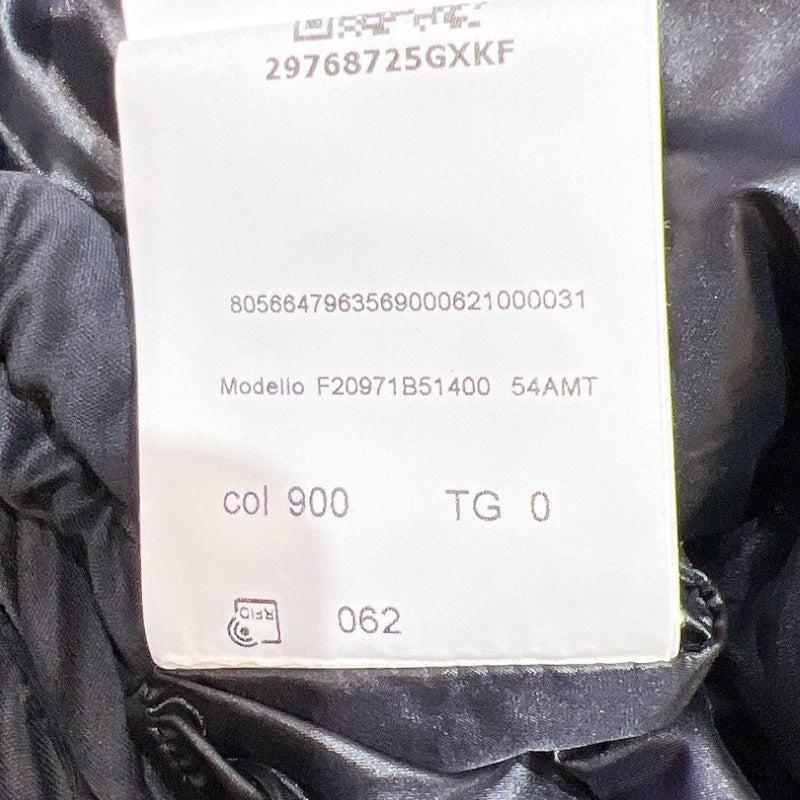 29768725GXKF
8056647963569000621000031
Modello F20971B51400 54AMT
col 900 TG 0
RFID 062